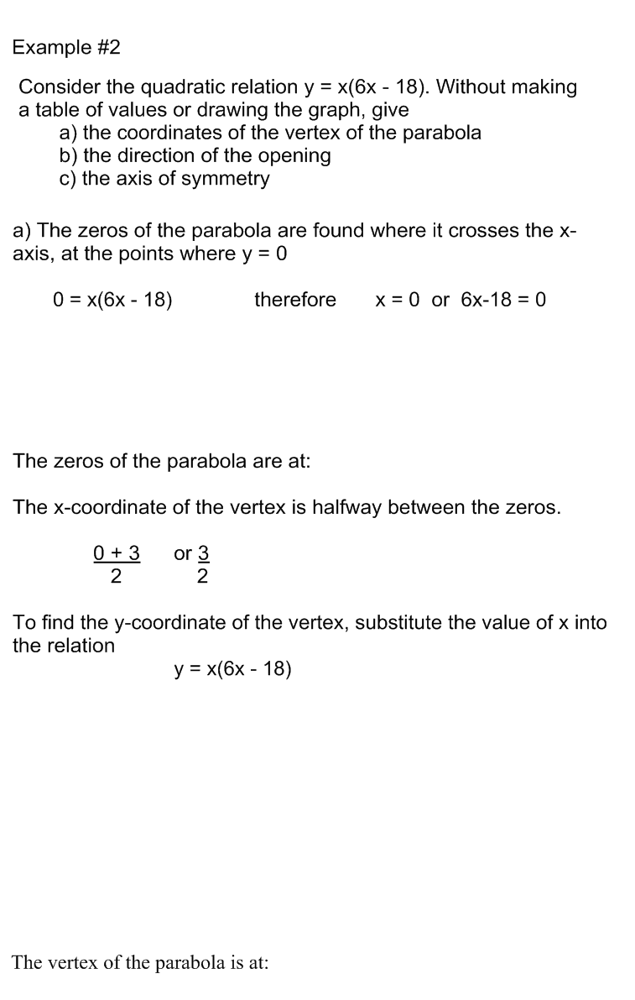 Example #2
Consider the quadratic relation y = x(6x - 18). Without making
a table of values or drawing the graph, give
a) the coordinates of the vertex of the parabola
b) the direction of the opening
c) the axis of symmetry
a) The zeros of the parabola are found where it crosses the x-
axis, at the points where y = 0
0 = x(6x - 18) therefore x = 0 or 6x-18 = 0
The zeros of the parabola are at:
The x-coordinate of the vertex is halfway between the zeros.
0 + 3 or 3
2 2
To find the y-coordinate of the vertex, substitute the value of x into
the relation
y = x(6x - 18)
The vertex of the parabola is at: